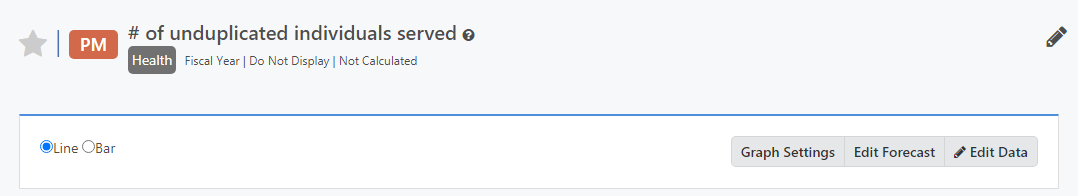 PM # of unduplicated individuals served
Health Fiscal Year | Do Not Display | Not Calculated
Line Bar Graph Settings Edit Forecast Edit Data